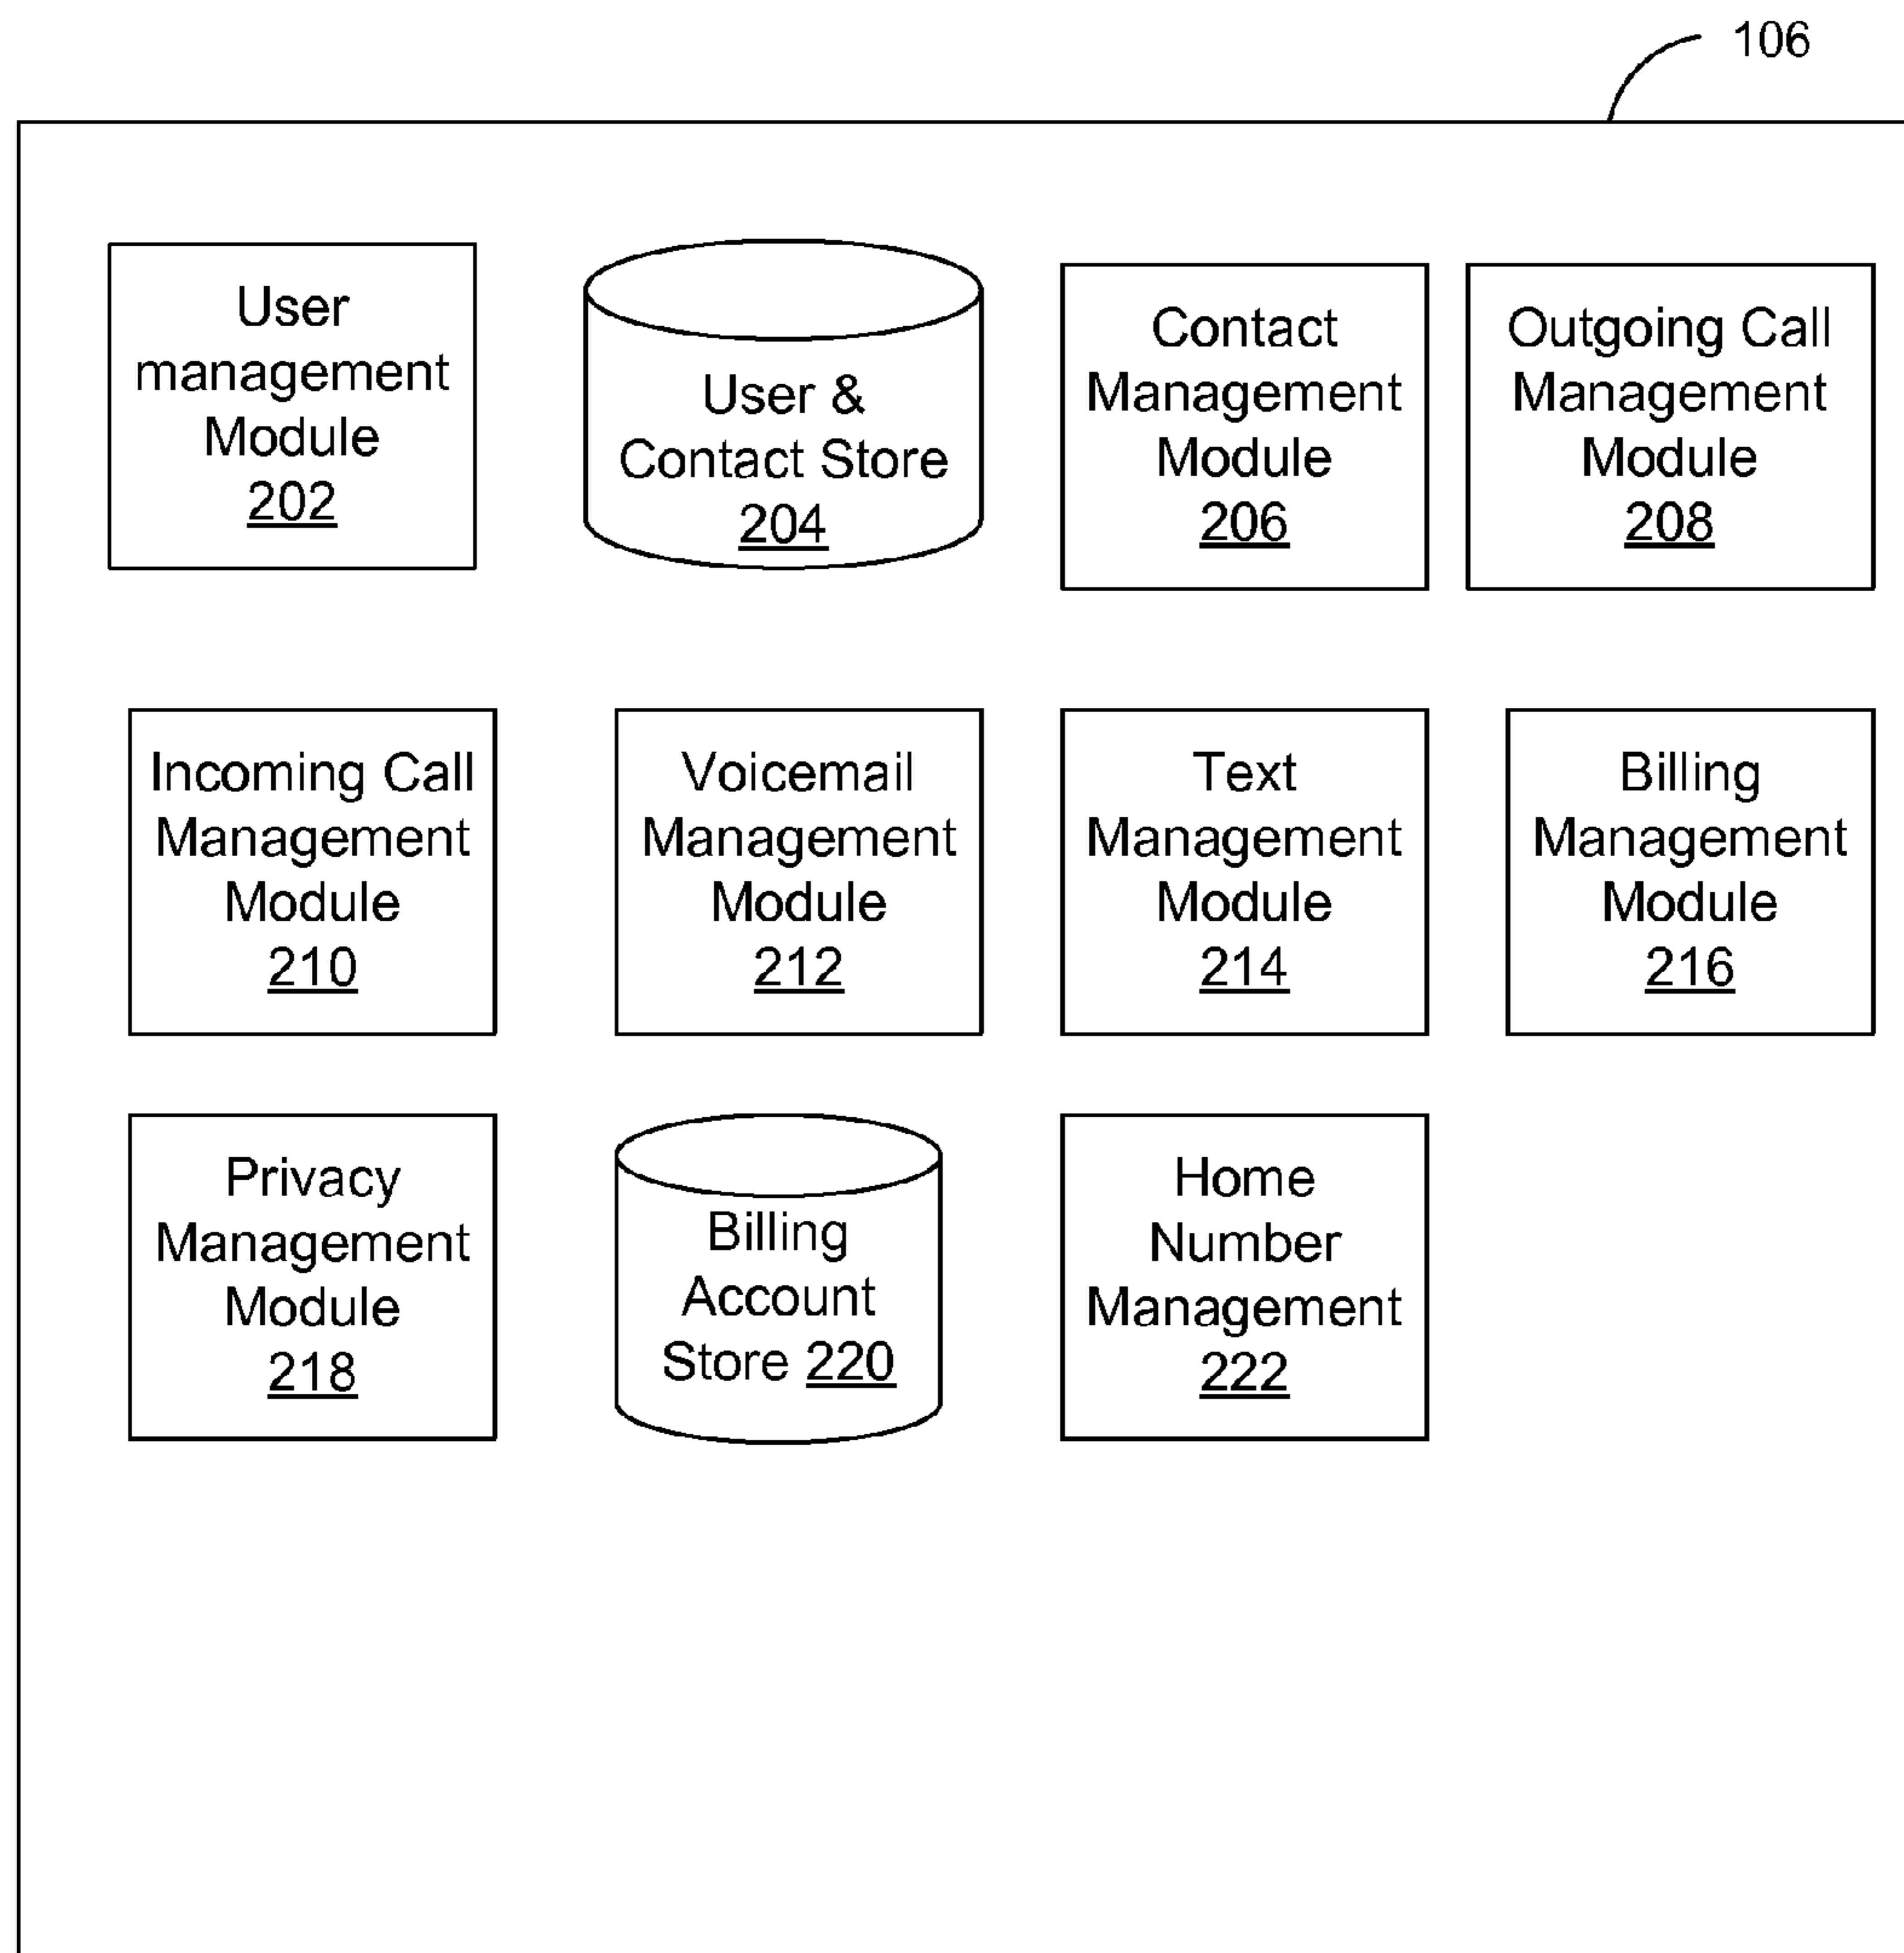 106
User
management
Module
202
User &
Contact Store
204
Contact
Management
Module
206
Outgoing Call
Management
Module
208
Incoming Call
Management
Module
210
Voicemail
Management
Module
212
Text
Management
Module
214
Billing
Management
Module
216
Privacy
Management
Module
218
Billing
Account
Store 220
Home
Number
Management
222